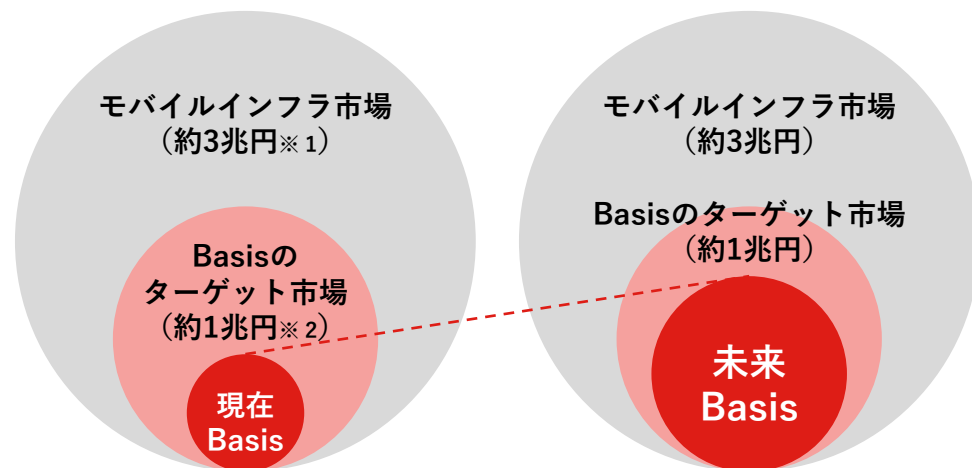 モバイルインフラ市場
（約3兆円※1）
Basisの
ターゲット市場
（約1兆円※2）
現在
Basis
モバイルインフラ市場
（約3兆円）
Basisのターゲット市場
（約1兆円）
未来
Basis